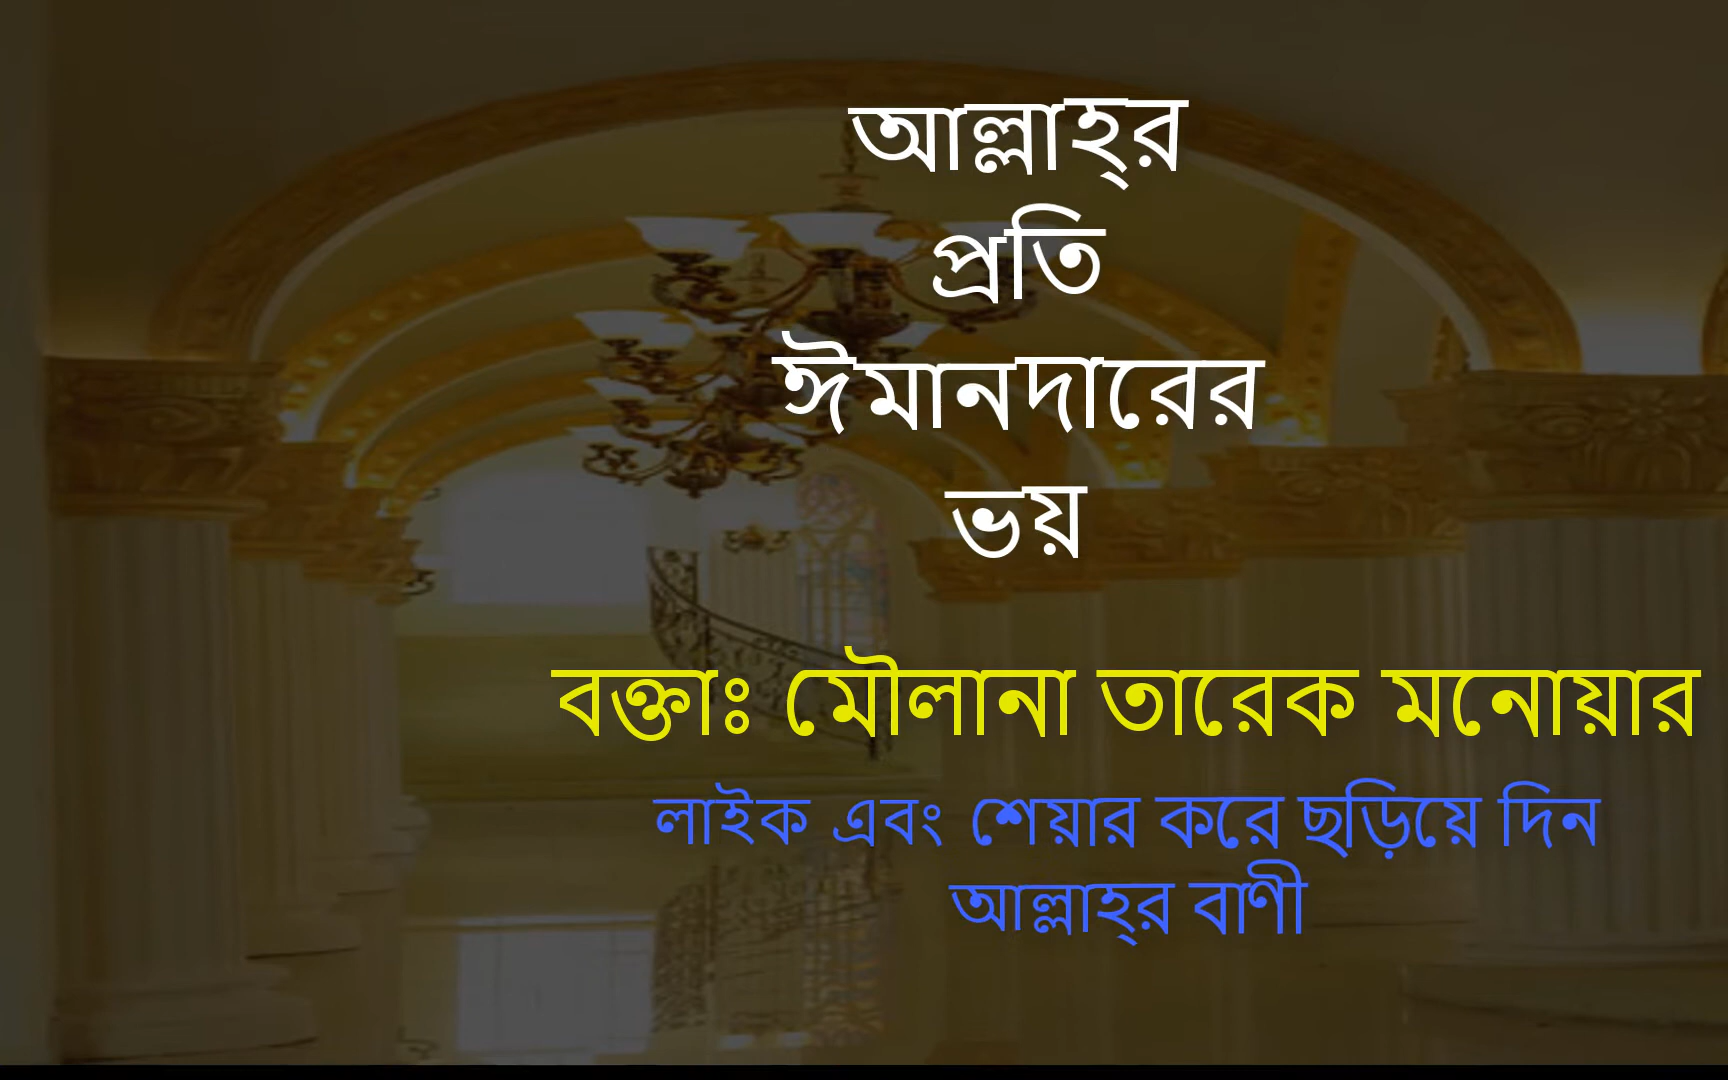 আল্লাহ্‌র
প্রতি
ঈমানদারের
ভয়
বক্তাঃ মৌলানা তারেক মনোয়ার
লাইক এবং শেয়ার করে ছড়িয়ে দিন
আল্লাহ্‌র বাণী